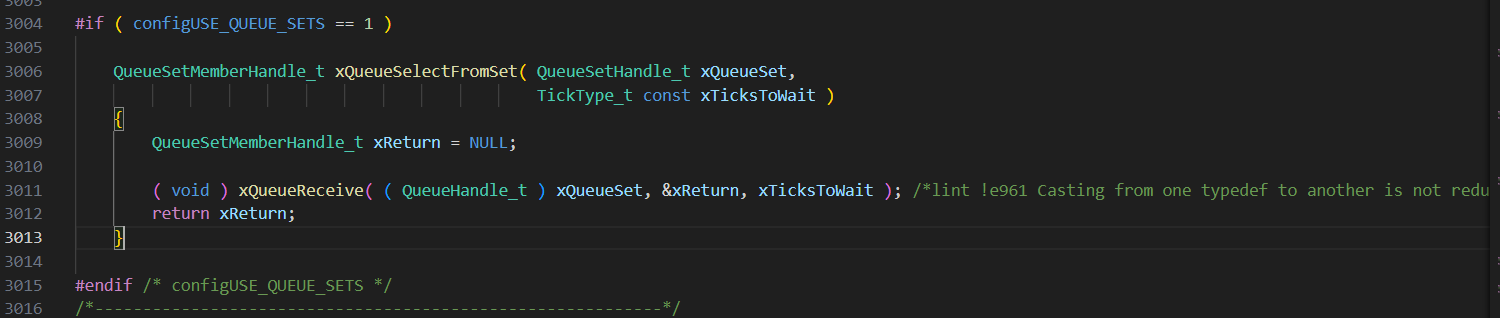 3003
3004 #if ( configUSE_QUEUE_SETS == 1 )
3005
3006 QueueSetMemberHandle_t xQueueSelectFromSet( QueueSetHandle_t xQueueSet,
3007 TickType_t const xTicksToWait )
3008 {
3009 QueueSetMemberHandle_t xReturn = NULL;
3010
3011 ( void ) xQueueReceive( ( QueueHandle_t ) xQueueSet, &xReturn, xTicksToWait ); /*lint !e961 Casting from one typedef to another is not redu
3012 return xReturn;
3013 }
3014
3015 #endif /* configUSE_QUEUE_SETS */
3016 /*-----------------------------------------------------------*/